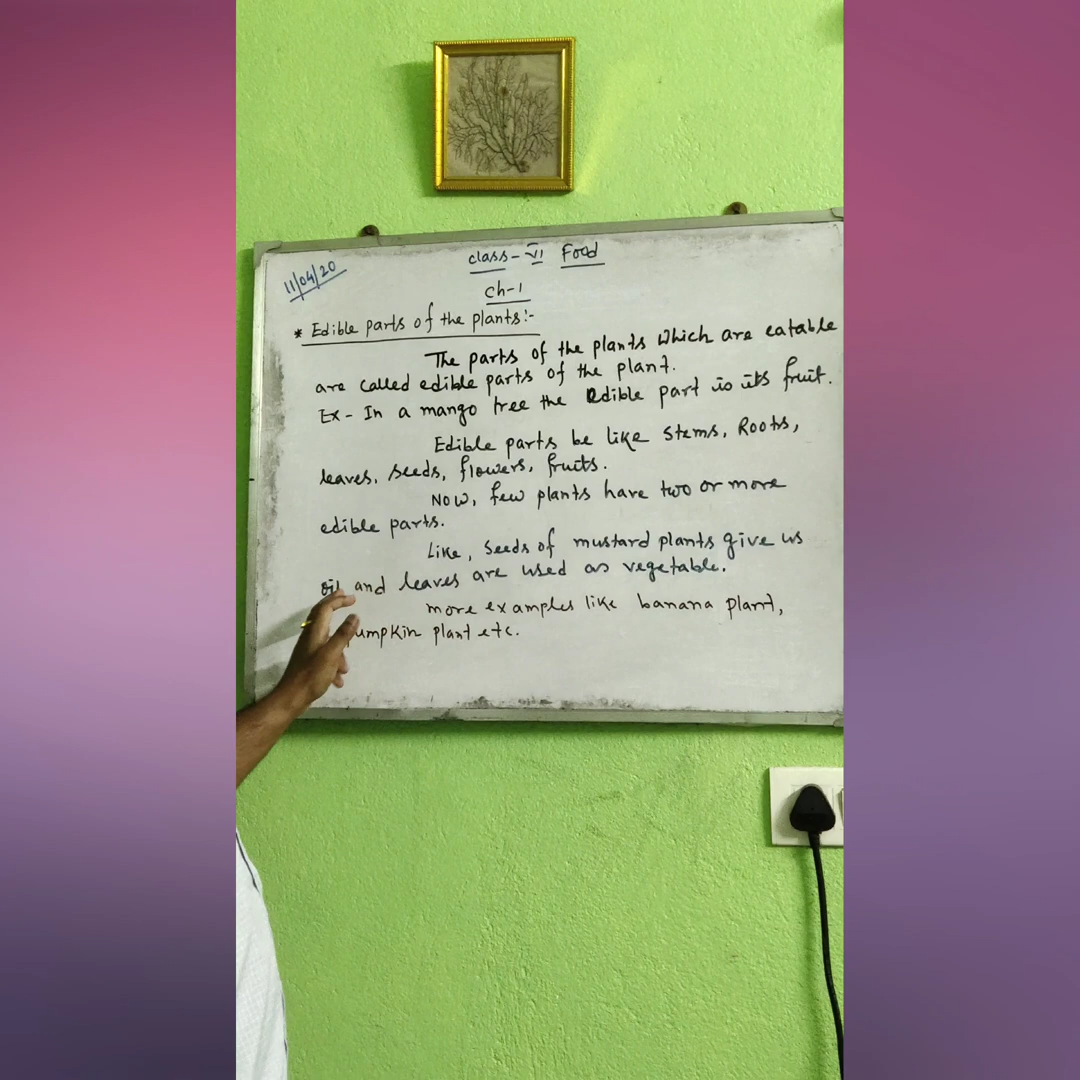 11/04/20
class - VI Food
Ch-1
* Edible parts of the plants:-
The parts of the plants which are eatable
are called edible parts of the plant.
Ex - In a mango tree the Edible part is its fruit.
Edible parts be like Stems, Roots,
leaves, seeds, flowers, fruits.
Now, few plants have two or more
edible parts.
Like, Seeds of mustard plants give us
oil and leaves are used as vegetable.
more examples like banana plant,
pumpkin plant etc.